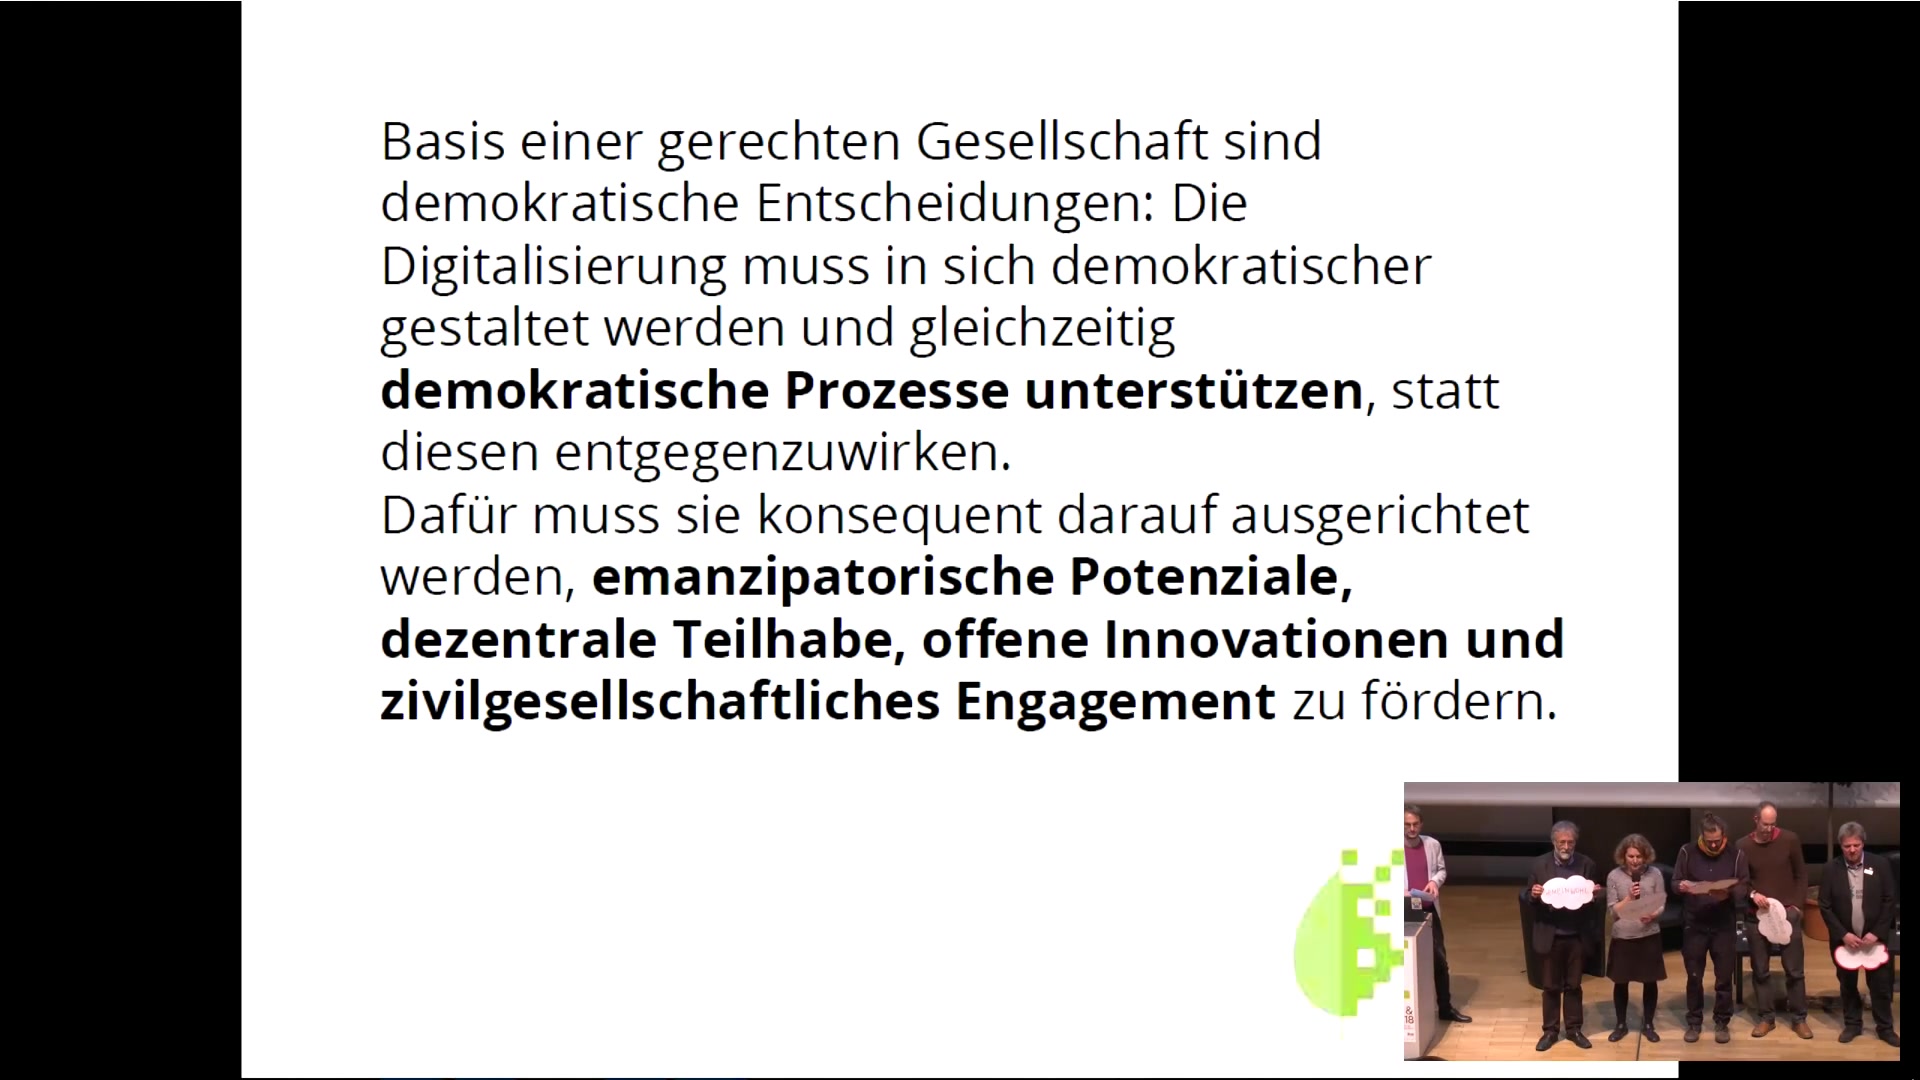 Basis einer gerechten Gesellschaft sind
demokratische Entscheidungen: Die
Digitalisierung muss in sich demokratischer
gestaltet werden und gleichzeitig
demokratische Prozesse unterstützen, statt
diesen entgegenzuwirken.
Dafür muss sie konsequent darauf ausgerichtet
werden, emanzipatorische Potenziale,
dezentrale Teilhabe, offene Innovationen und
zivilgesellschaftliches Engagement zu fördern.
&
18